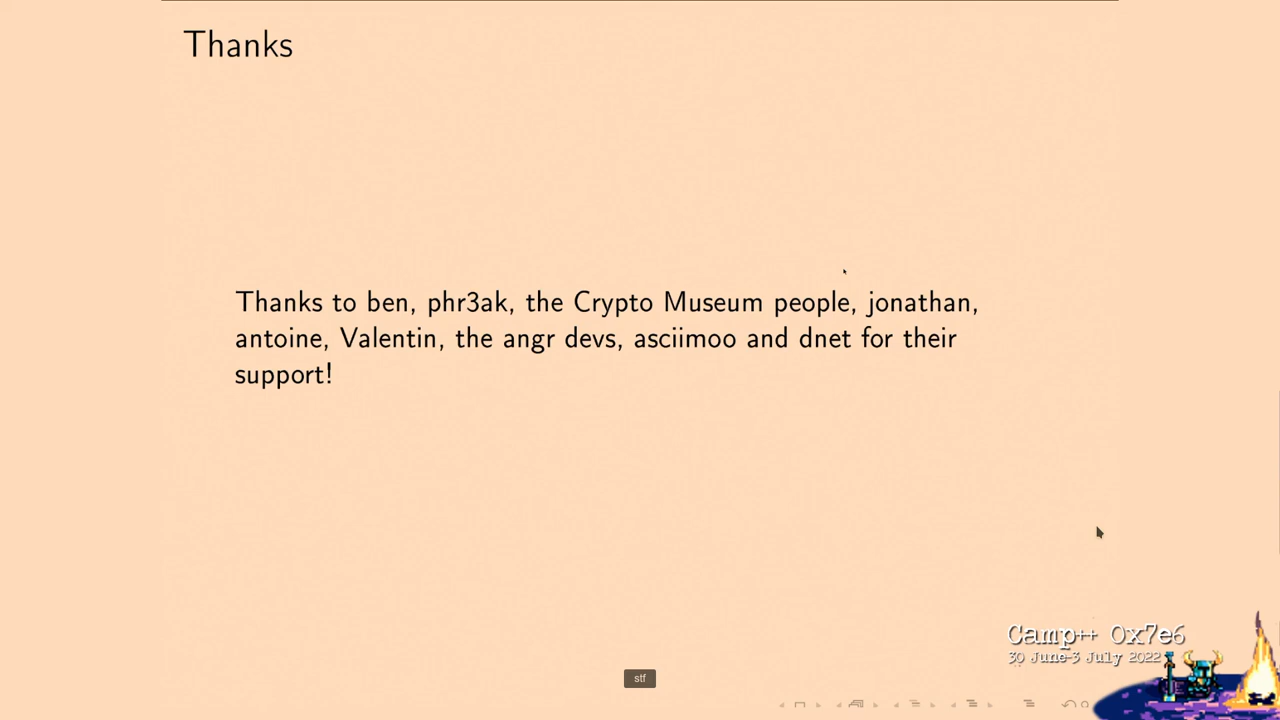 Thanks
Thanks to ben, phr3ak, the Crypto Museum people, jonathan,
antoine, Valentin, the angr devs, asciimoo and dnet for their
support!
Camp++ 0x7e6
30 June-3 July 2022
stf